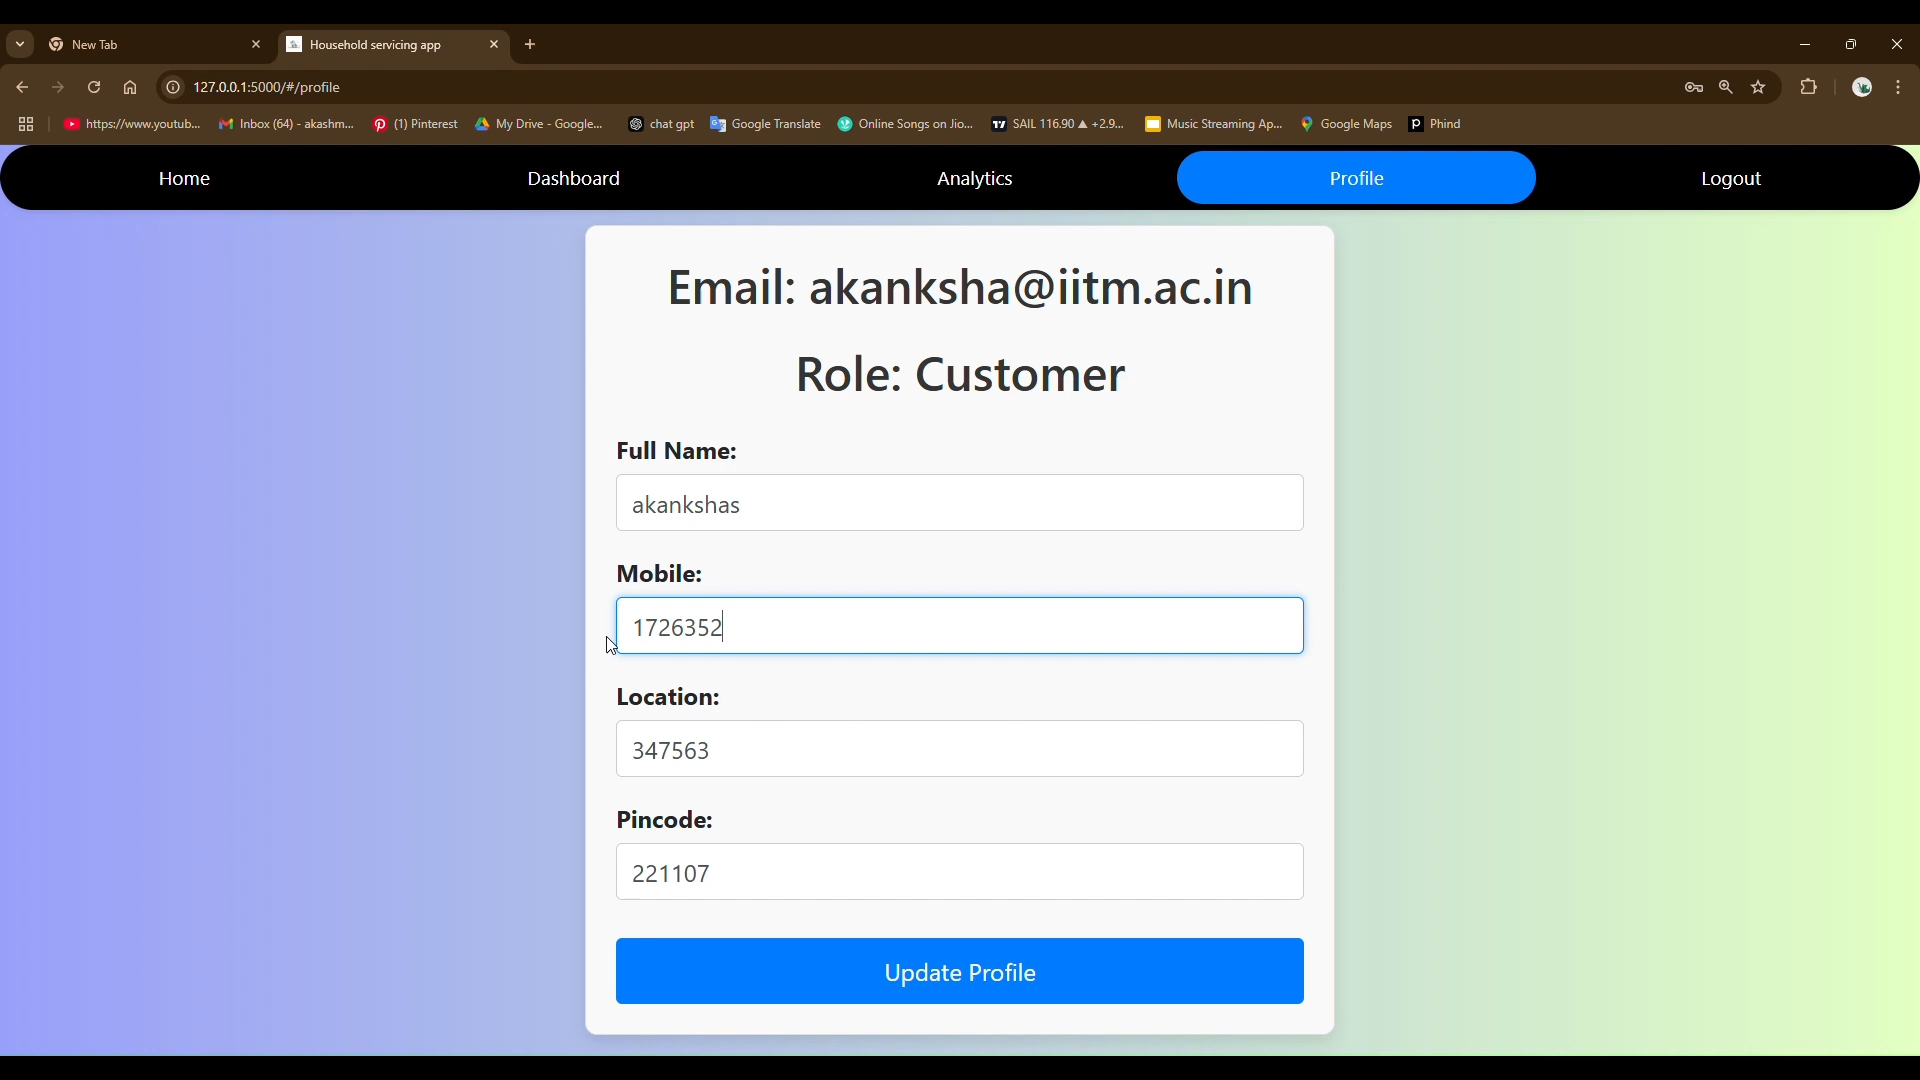 New Tab
Household servicing app
127.0.0.1:5000/#/profile
https://www.youtub... Inbox (64) - akashm... (1) Pinterest My Drive - Google... chat gpt Google Translate Online Songs on Jio... SAIL 116.90 ▲ +2.9... Music Streaming Ap... Google Maps Phind
Home Dashboard Analytics Profile Logout
Email: akanksha@iitm.ac.in
Role: Customer
Full Name:
akankshas
Mobile:
1726352
Location:
347563
Pincode:
221107
Update Profile